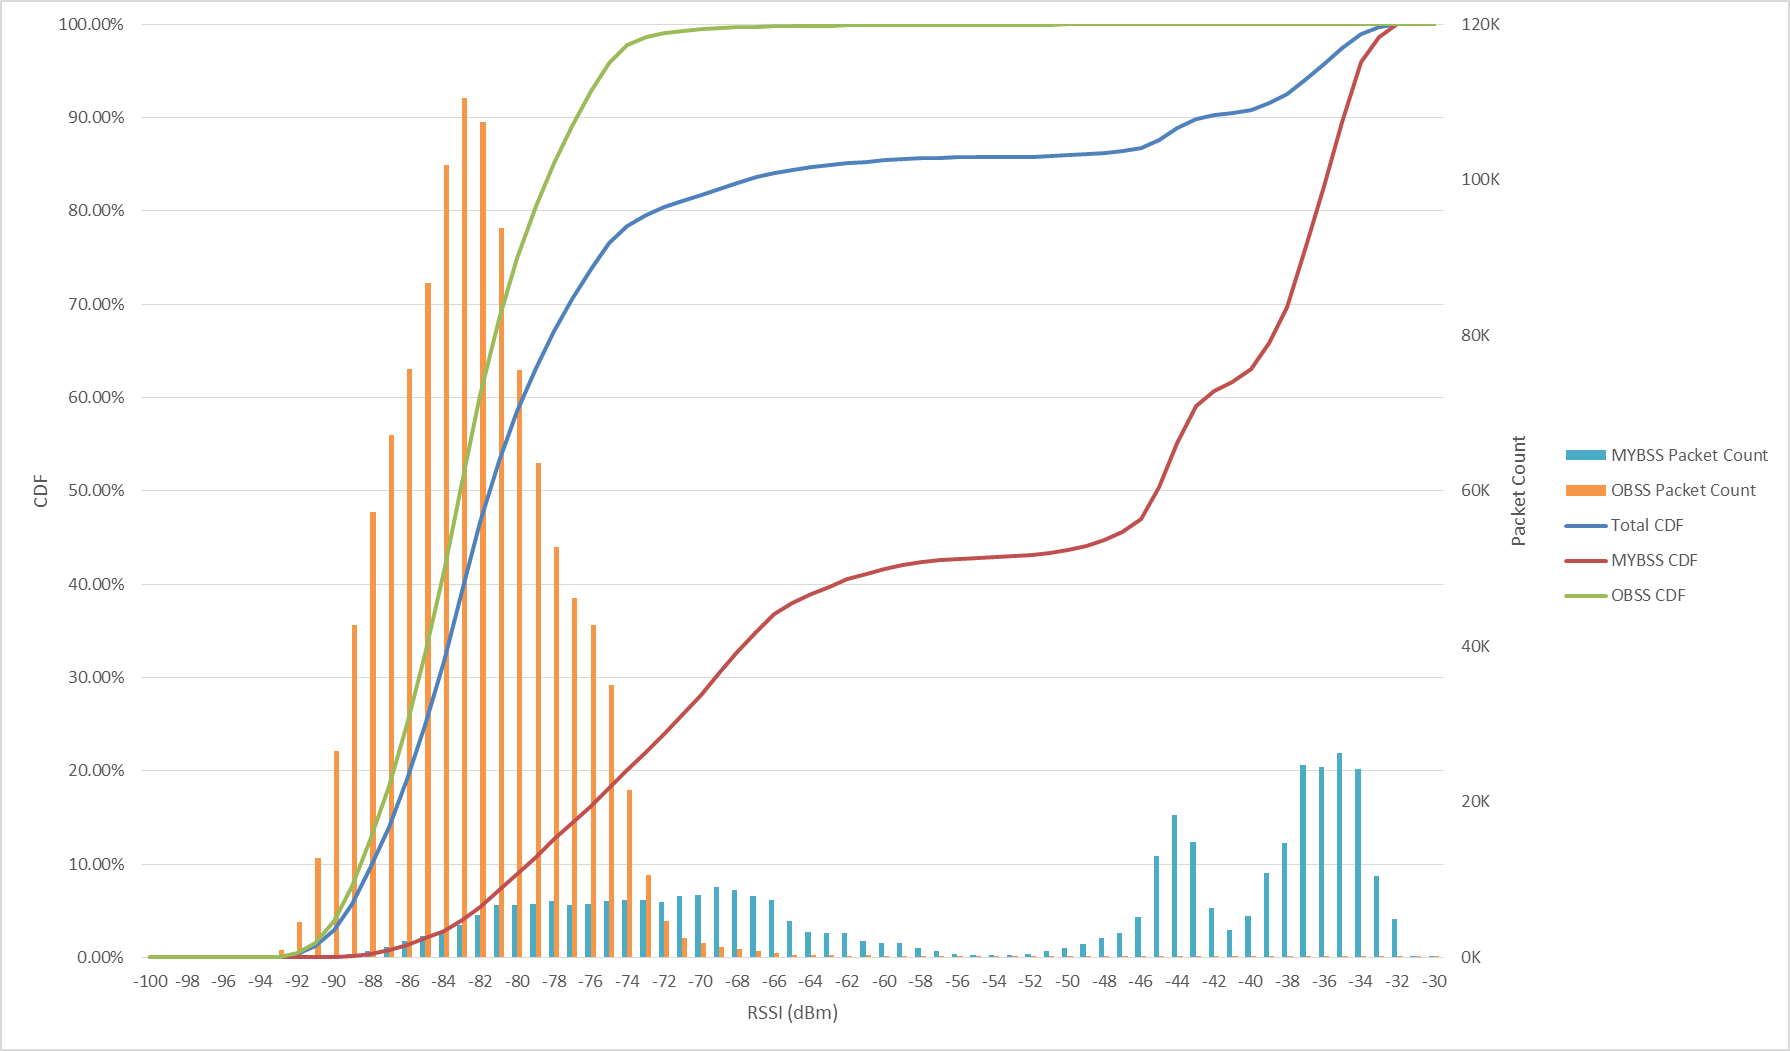 100.00%
90.00%
80.00%
70.00%
60.00%
50.00%
40.00%
30.00%
20.00%
10.00%
0.00%
CDF
120K
100K
80K
60K
40K
20K
0K
Packet Count
-100 -98 -96 -94 -92 -90 -88 -86 -84 -82 -80 -78 -76 -74 -72 -70 -68 -66 -64 -62 -60 -58 -56 -54 -52 -50 -48 -46 -44 -42 -40 -38 -36 -34 -32 -30
RSSI (dBm)
MYBSS Packet Count
OBSS Packet Count
Total CDF
MYBSS CDF
OBSS CDF